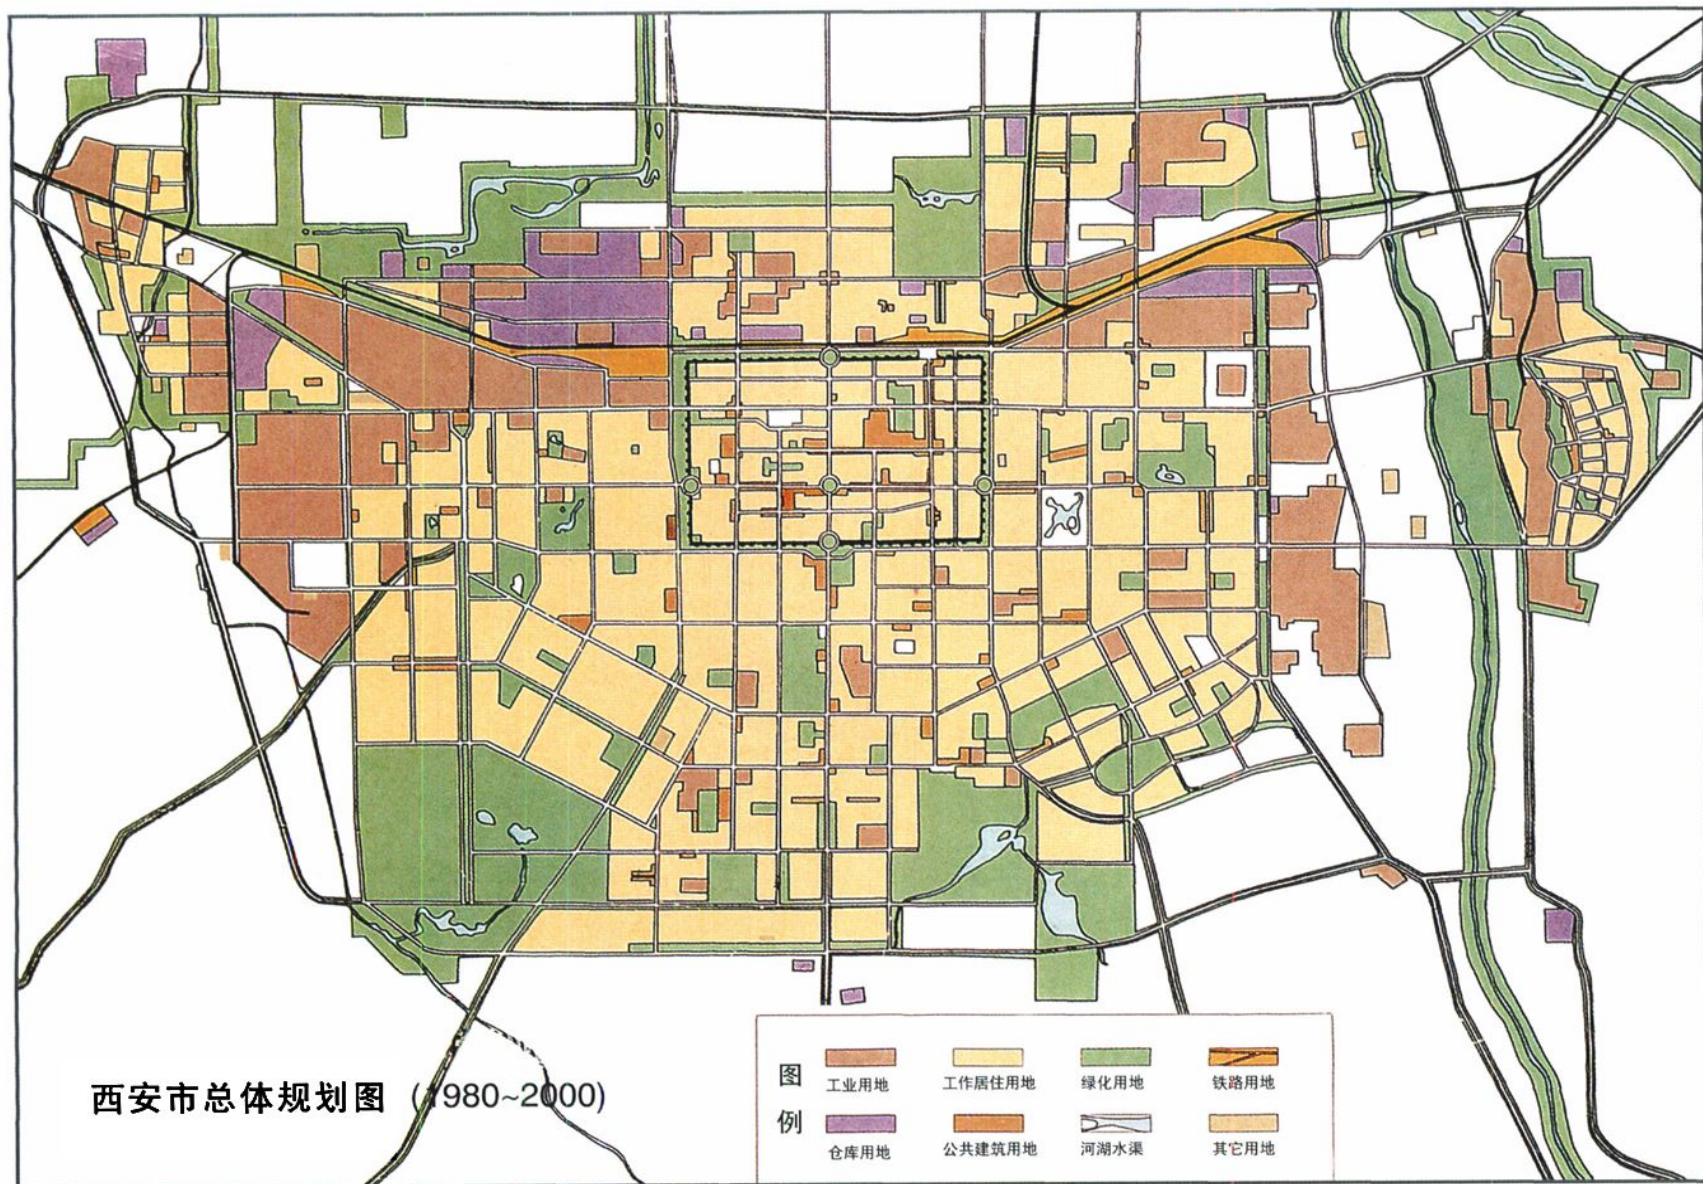 西安市总体规划图 (1980~2000)
图例
工业用地 工作居住用地 绿化用地 铁路用地
仓库用地 公共建筑用地 河湖水渠 其它用地